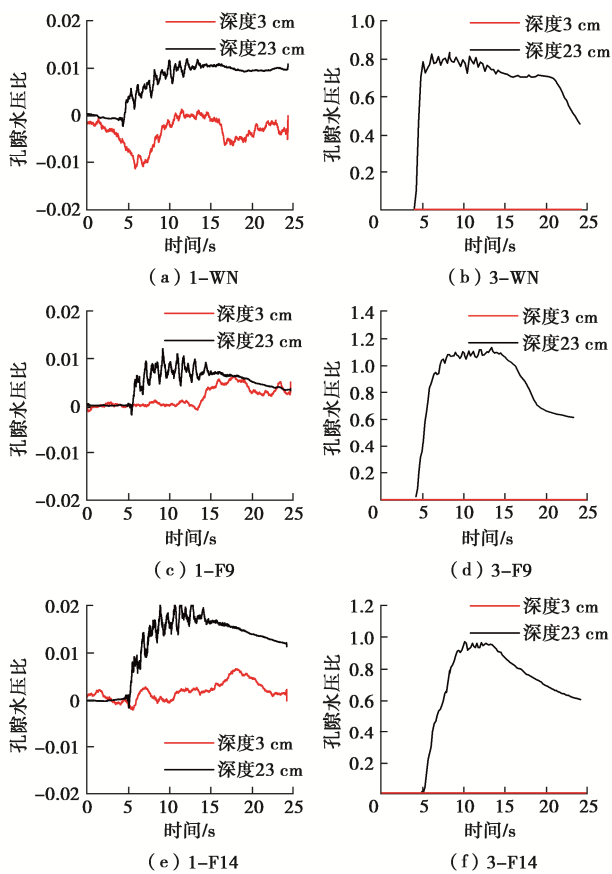 0.02
0.01
0
−0.01
−0.02
孔隙水压比
深度3 cm
深度23 cm
0 5 10 15 20 25
时间/s
(a) 1-WN
1.0
0.8
0.6
0.4
0.2
孔隙水压比
深度3 cm
深度23 cm
0 5 10 15 20 25
时间/s
(b) 3-WN
0.02
0.01
0
−0.01
−0.02
孔隙水压比
深度3 cm
深度23 cm
0 5 10 15 20 25
时间/s
(c) 1-F9
1.4
1.2
1.0
0.8
0.6
0.4
0.2
孔隙水压比
深度3 cm
深度23 cm
0 5 10 15 20 25
时间/s
(d) 3-F9
0.02
0.01
0
−0.01
−0.02
孔隙水压比
深度3 cm
深度23 cm
0 5 10 15 20 25
时间/s
(e) 1-F14
1.2
1.0
0.8
0.6
0.4
0.2
孔隙水压比
深度3 cm
深度23 cm
0 5 10 15 20 25
时间/s
(f) 3-F14